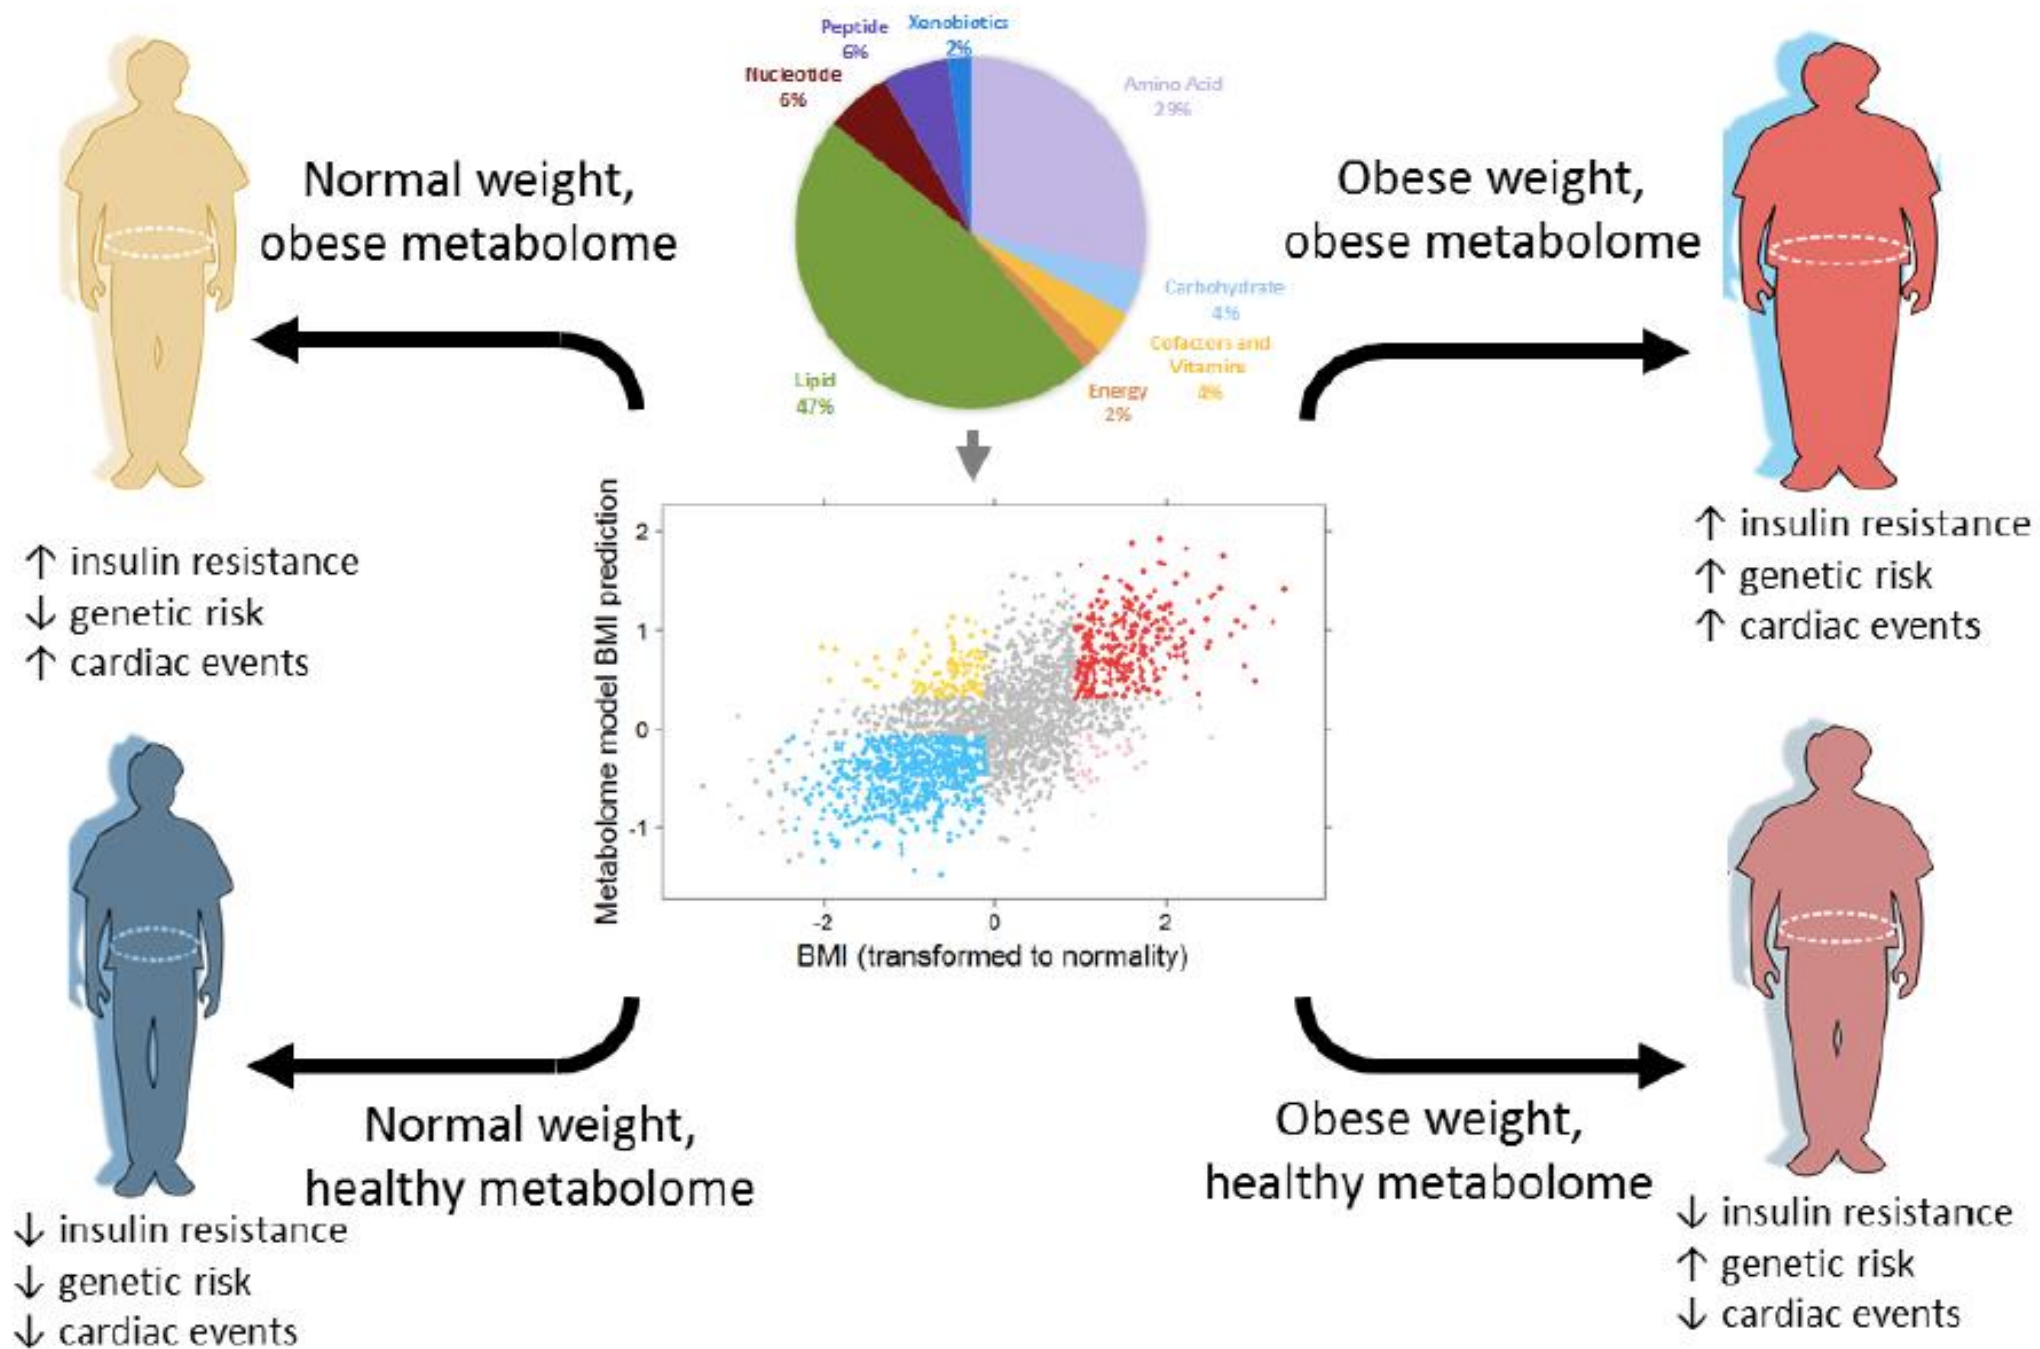 Peptide
6%
Xenobiotics
2%
Nucleotide
6%
Amino Acid
29%
Carbohydrate
4%
Cofactors and
Vitamins
4%
Energy
2%
Lipid
47%
Normal weight,
obese metabolome
↑ insulin resistance
↓ genetic risk
↑ cardiac events
Obese weight,
obese metabolome
↑ insulin resistance
↑ genetic risk
↑ cardiac events
Metabolome model BMI prediction
2
1
0
-1
-2
0
2
BMI (transformed to normality)
Normal weight,
healthy metabolome
↓ insulin resistance
↓ genetic risk
↓ cardiac events
Obese weight,
healthy metabolome
↓ insulin resistance
↑ genetic risk
↓ cardiac events